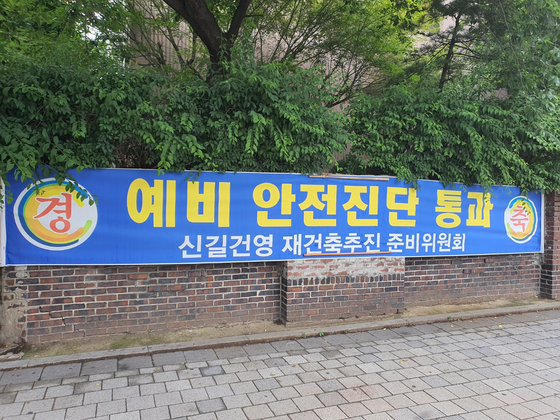 경 예비 안전진단 통과 축
신길건영 재건축추진 준비위원회